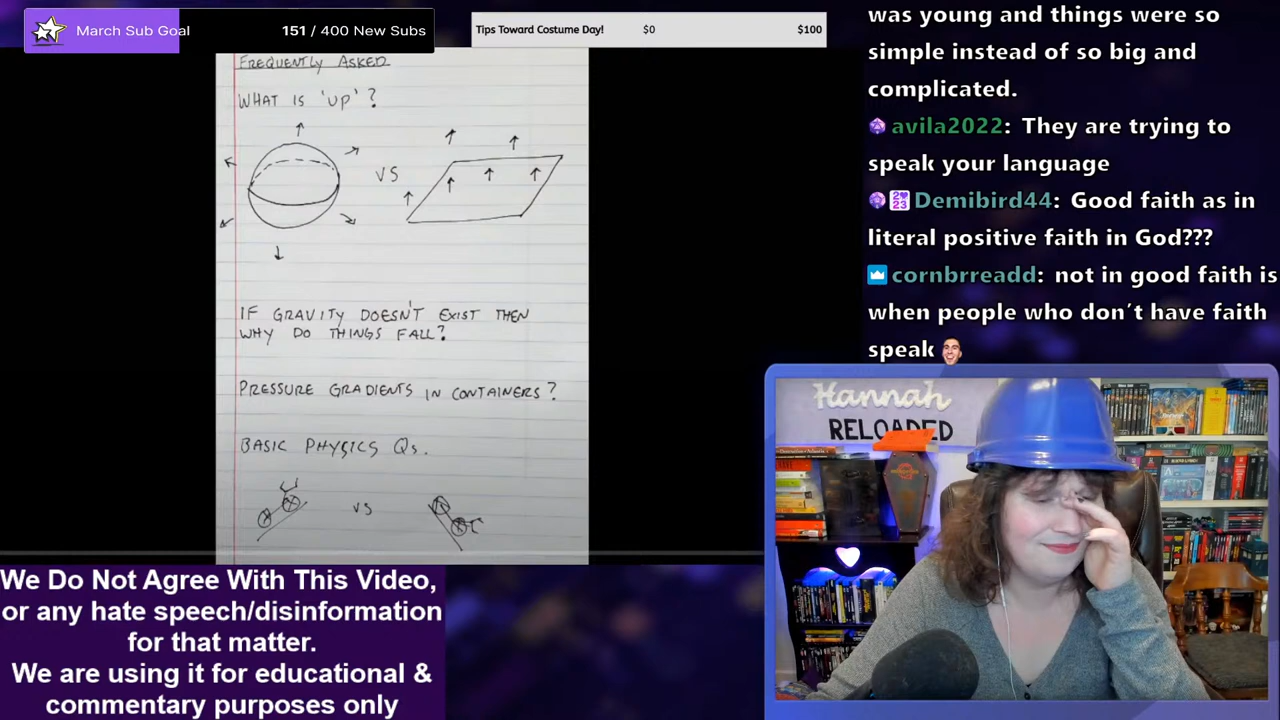 March Sub Goal
151 / 400 New Subs
Tips Toward Costume Day!
$0
$100
FREQUENTLY ASKED
WHAT IS 'UP'?
VS
IF GRAVITY DOESN'T EXIST THEN
WHY DO THINGS FALL?
PRESSURE GRADIENTS IN CONTAINERS?
BASIC PHYSICS Qs.
VS
We Do Not Agree With This Video,
or any hate speech/disinformation
for that matter.
We are using it for educational &
commentary purposes only
was young and things were so
simple instead of so big and
complicated.
avila2022: They are trying to
speak your language
Demibird44: Good faith as in
literal positive faith in God???
cornbrreadd: not in good faith is
when people who don't have faith
speak
Hannah
RELOADED